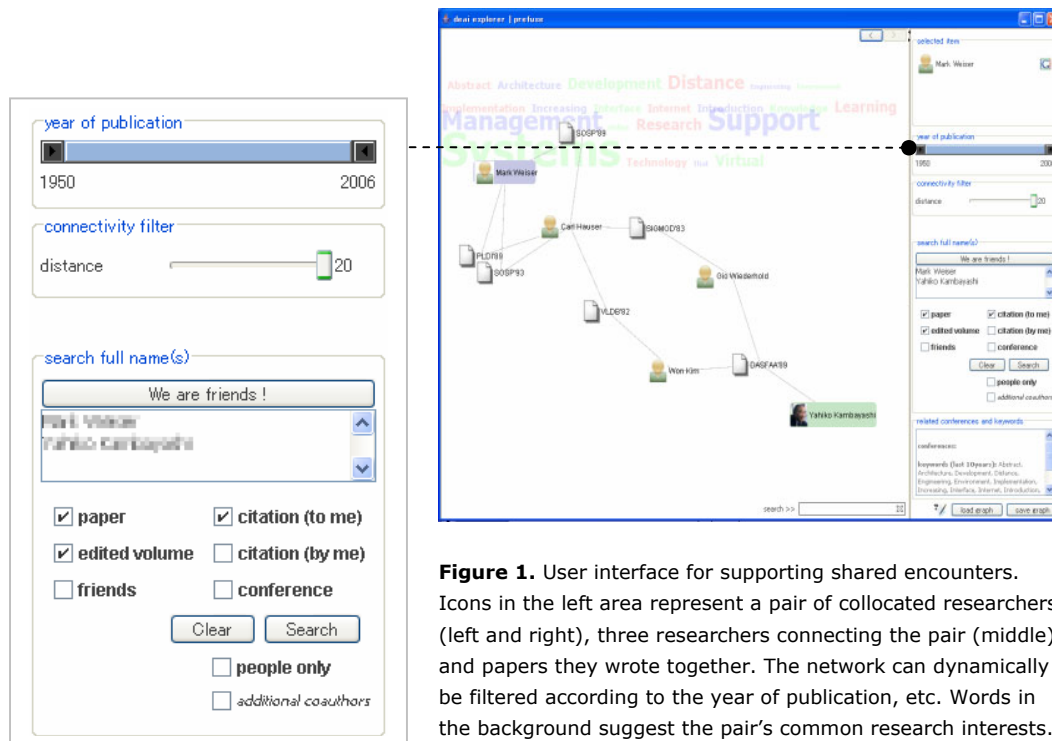 year of publication
1950 2006
connectivity filter
distance 20
search full name(s)
We are friends !
Mark Weiser
Yahiko Kambayashi
paper citation (to me)
edited volume citation (by me)
friends conference
Clear Search
people only
additional coauthors
deai explorer | prefuse
< >
Abstract Architecture Development Distance Engineering Environment
Implementation Increasing Interface Internet Introduction Knowledge Learning
Management Research Support
Systems Technology Virtual
SOSP'89
Mark Weiser
Carl Hauser
SIGMOD'83
PLDI'89
SOSP'93
Gio Wiederhold
VLDB'92
Won Kim
DASFAA'89
Yahiko Kambayashi
search >>
selected item
Mark Weiser
year of publication
1950 200
connectivity filter
distance 20
search full name(s)
We are friends !
Mark Weiser
Yahiko Kambayashi
paper citation (to me)
edited volume citation (by me)
friends conference
Clear Search
people only
additional coauthors
related conferences and keywords
conferences:
keywords (last 10years): Abstract,
Architecture, Development, Distance,
Engineering, Environment, Implementation,
Increasing, Interface, Internet, Introduction,
? load graph save graph
Figure 1. User interface for supporting shared encounters.
Icons in the left area represent a pair of collocated researchers
(left and right), three researchers connecting the pair (middle)
and papers they wrote together. The network can dynamically
be filtered according to the year of publication, etc. Words in
the background suggest the pair's common research interests.